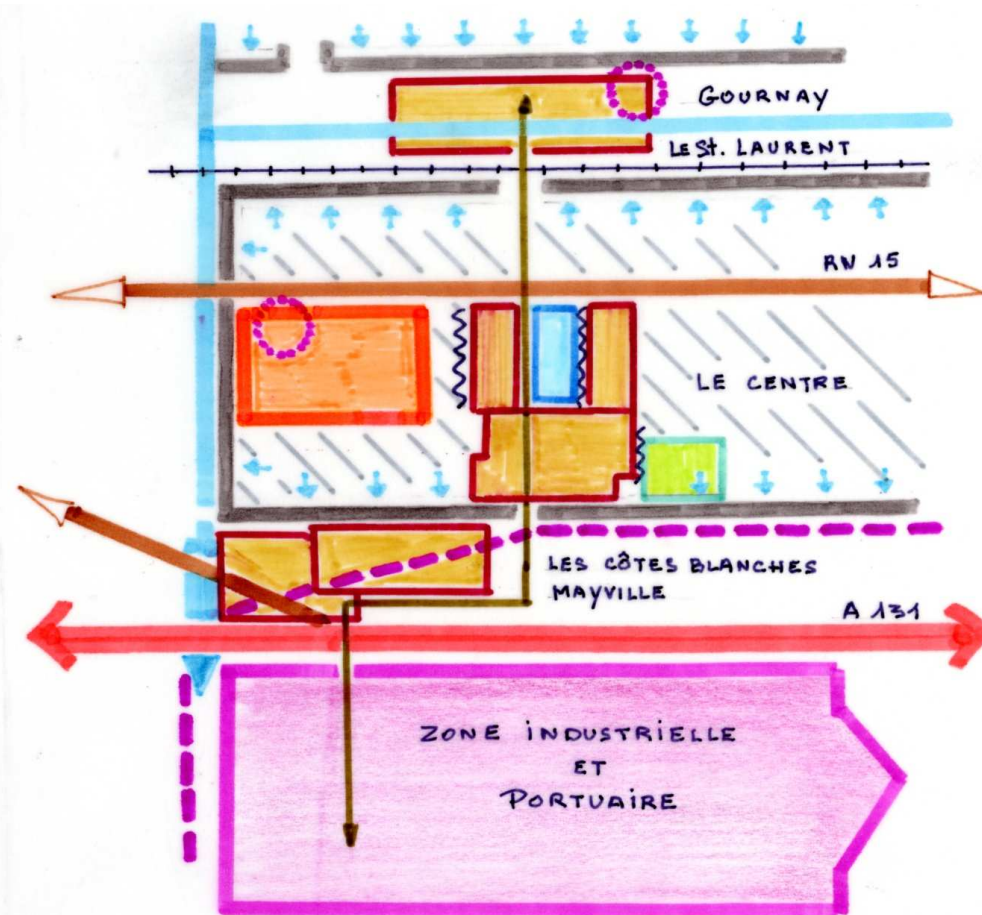 GOURNAY
LE St. LAURENT
RN 15
LE CENTRE
LES CÔTES BLANCHES
MAYVILLE
A 131
ZONE INDUSTRIELLE
ET
PORTUAIRE